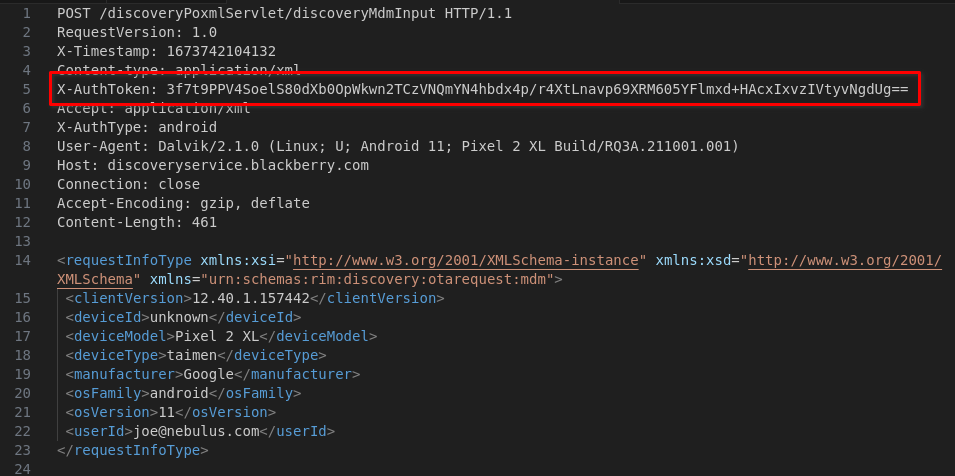 1 POST /discoveryPoxmlServlet/discoveryMdmInput HTTP/1.1
2 RequestVersion: 1.0
3 X-Timestamp: 1673742104132
4 Content-type: application/xml
5 X-AuthToken: 3f7t9PPV4SoelS80dXb0OpWkwn2TCzVNQmYN4hbdx4p/r4XtLnavp69XRM605YFlmxd+HAcxIxvzIVtyvNgdUg==
6 Accept: application/xml
7 X-AuthType: android
8 User-Agent: Dalvik/2.1.0 (Linux; U; Android 11; Pixel 2 XL Build/RQ3A.211001.001)
9 Host: discoveryservice.blackberry.com
10 Connection: close
11 Accept-Encoding: gzip, deflate
12 Content-Length: 461
13
14 <requestInfoType xmlns:xsi="http://www.w3.org/2001/XMLSchema-instance" xmlns:xsd="http://www.w3.org/2001/
XMLSchema" xmlns="urn:schemas:rim:discovery:otarequest:mdm">
15 <clientVersion>12.40.1.157442</clientVersion>
16 <deviceId>unknown</deviceId>
17 <deviceModel>Pixel 2 XL</deviceModel>
18 <deviceType>taimen</deviceType>
19 <manufacturer>Google</manufacturer>
20 <osFamily>android</osFamily>
21 <osVersion>11</osVersion>
22 <userId>joe@nebulus.com</userId>
23 </requestInfoType>
24